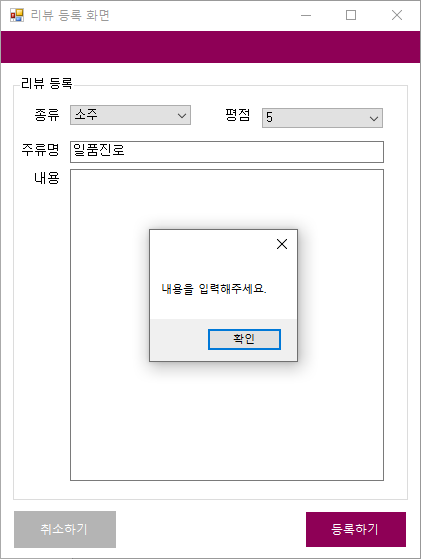 리뷰 등록 화면
리뷰 등록
종류 소주 평점 5
주류명 일품진로
내용
내용을 입력해주세요.
확인
취소하기 등록하기